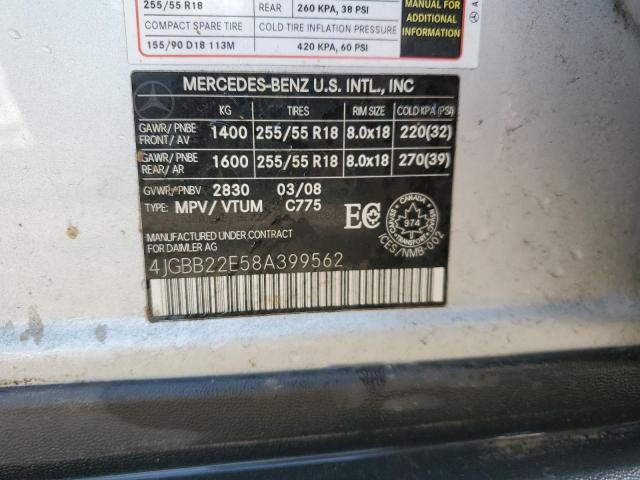 255/55 R18 REAR 260 KPA, 38 PSI
COMPACT SPARE TIRE COLD TIRE INFLATION PRESSURE
155/90 D18 113M 420 KPA, 60 PSI
MANUAL FOR
ADDITIONAL
INFORMATION
A
MERCEDES-BENZ U.S. INTL., INC
KG TIRES RIM SIZE COLD KPA (PSI)
GAWR/ PNBE
FRONT/ AV 1400 255/55 R18 8.0x18 220(32)
GAWR/ PNBE
REAR/ AR 1600 255/55 R18 8.0x18 270(39)
GVWR/PNBV 2830 03/08
TYPE: MPV/ VTUM C775
MANUFACTURED UNDER CONTRACT
FOR DAIMLER AG
EC
CANADA
974
TRANSPORT
ICES/NMB-002
4JGBB22E58A399562